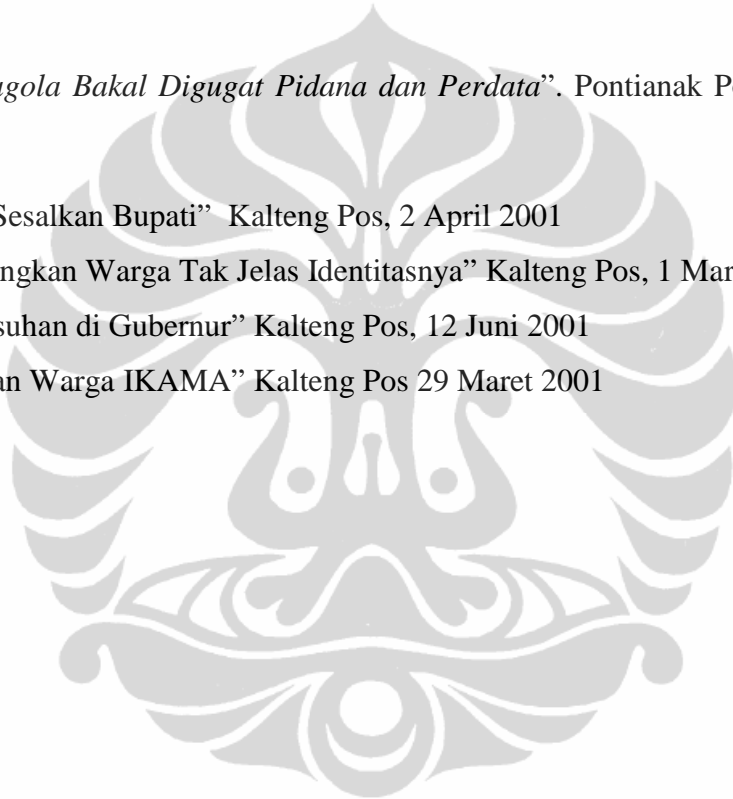 agola Bakal Digugat Pidana dan Perdata”. Pontianak Po
Sesalkan Bupati” Kalteng Pos, 2 April 2001
ngkan Warga Tak Jelas Identitasnya” Kalteng Pos, 1 Mar
suhan di Gubernur” Kalteng Pos, 12 Juni 2001
an Warga IKAMA” Kalteng Pos 29 Maret 2001